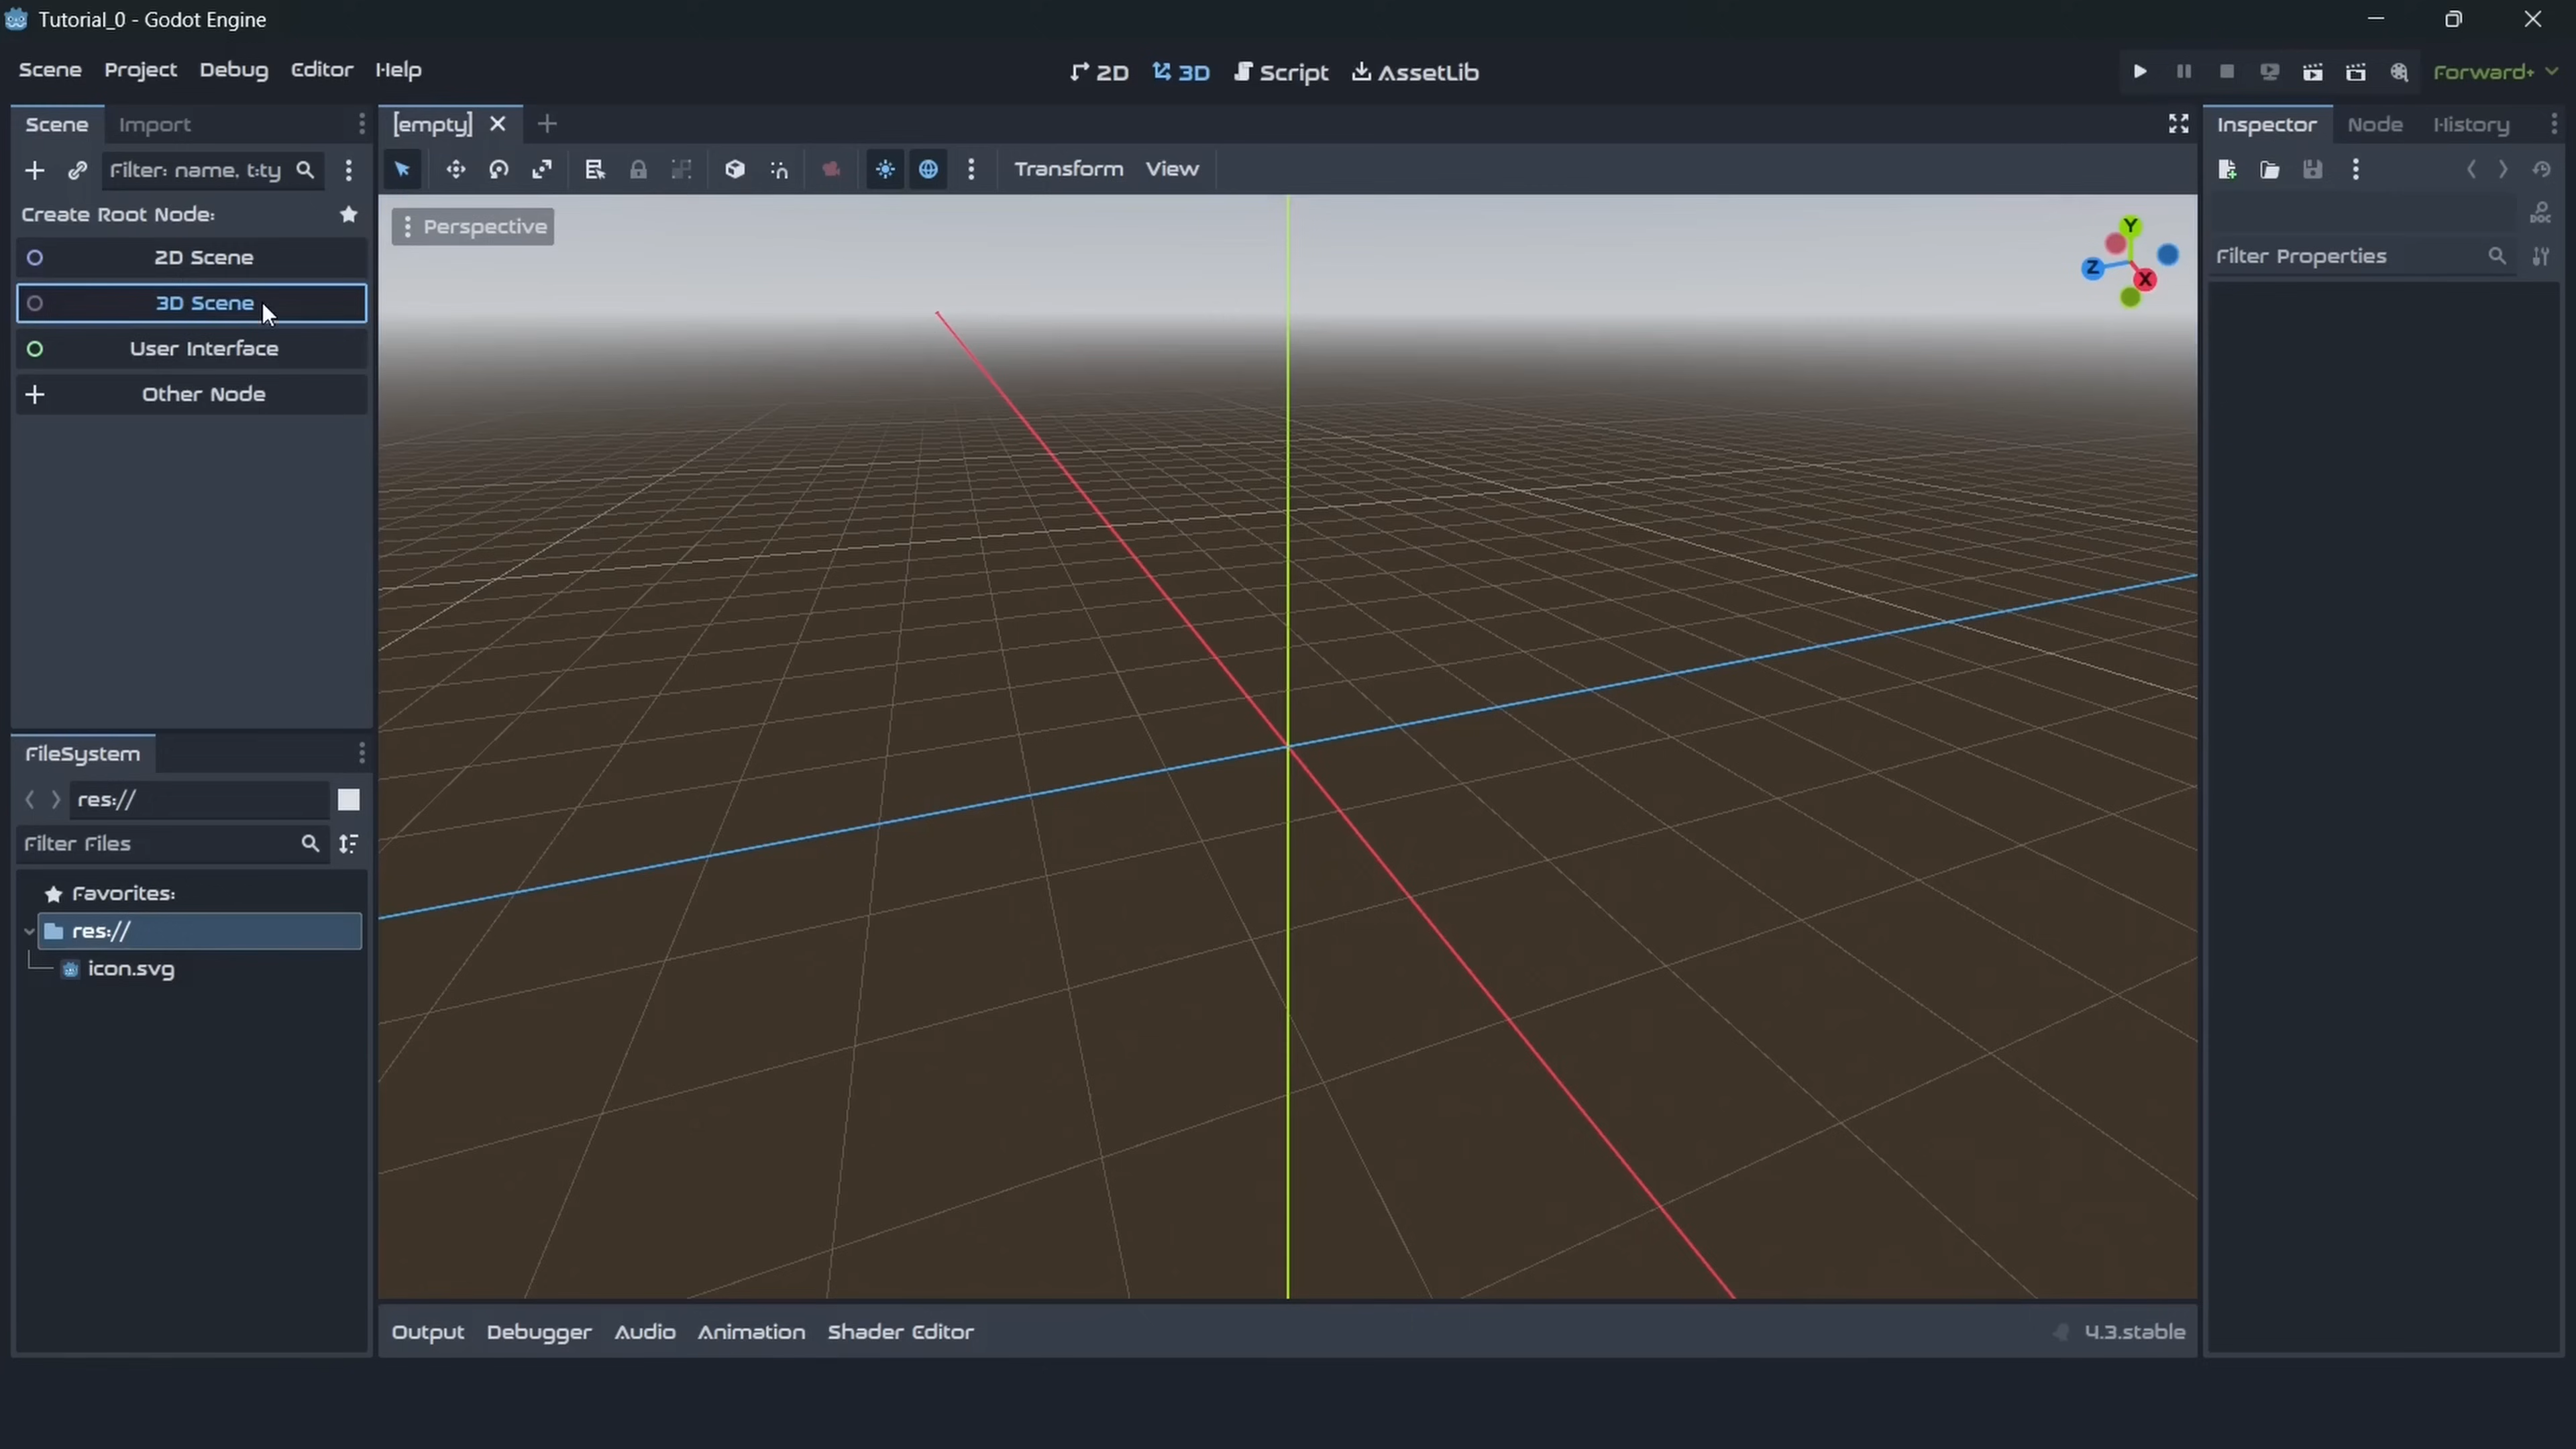 Tutorial_0 - Godot Engine
Scene Project Debug Editor Help
2D 3D Script AssetLib
Forward+
Scene Import
[empty]
Inspector Node History
Filter: name, t:ty
Transform View
Create Root Node:
2D Scene
3D Scene
User Interface
Other Node
Perspective
Y
Z
X
DOC
Filter Properties
FileSystem
res://
Filter Files
Favorites:
res://
icon.svg
Output Debugger Audio Animation Shader Editor
4.3.stable